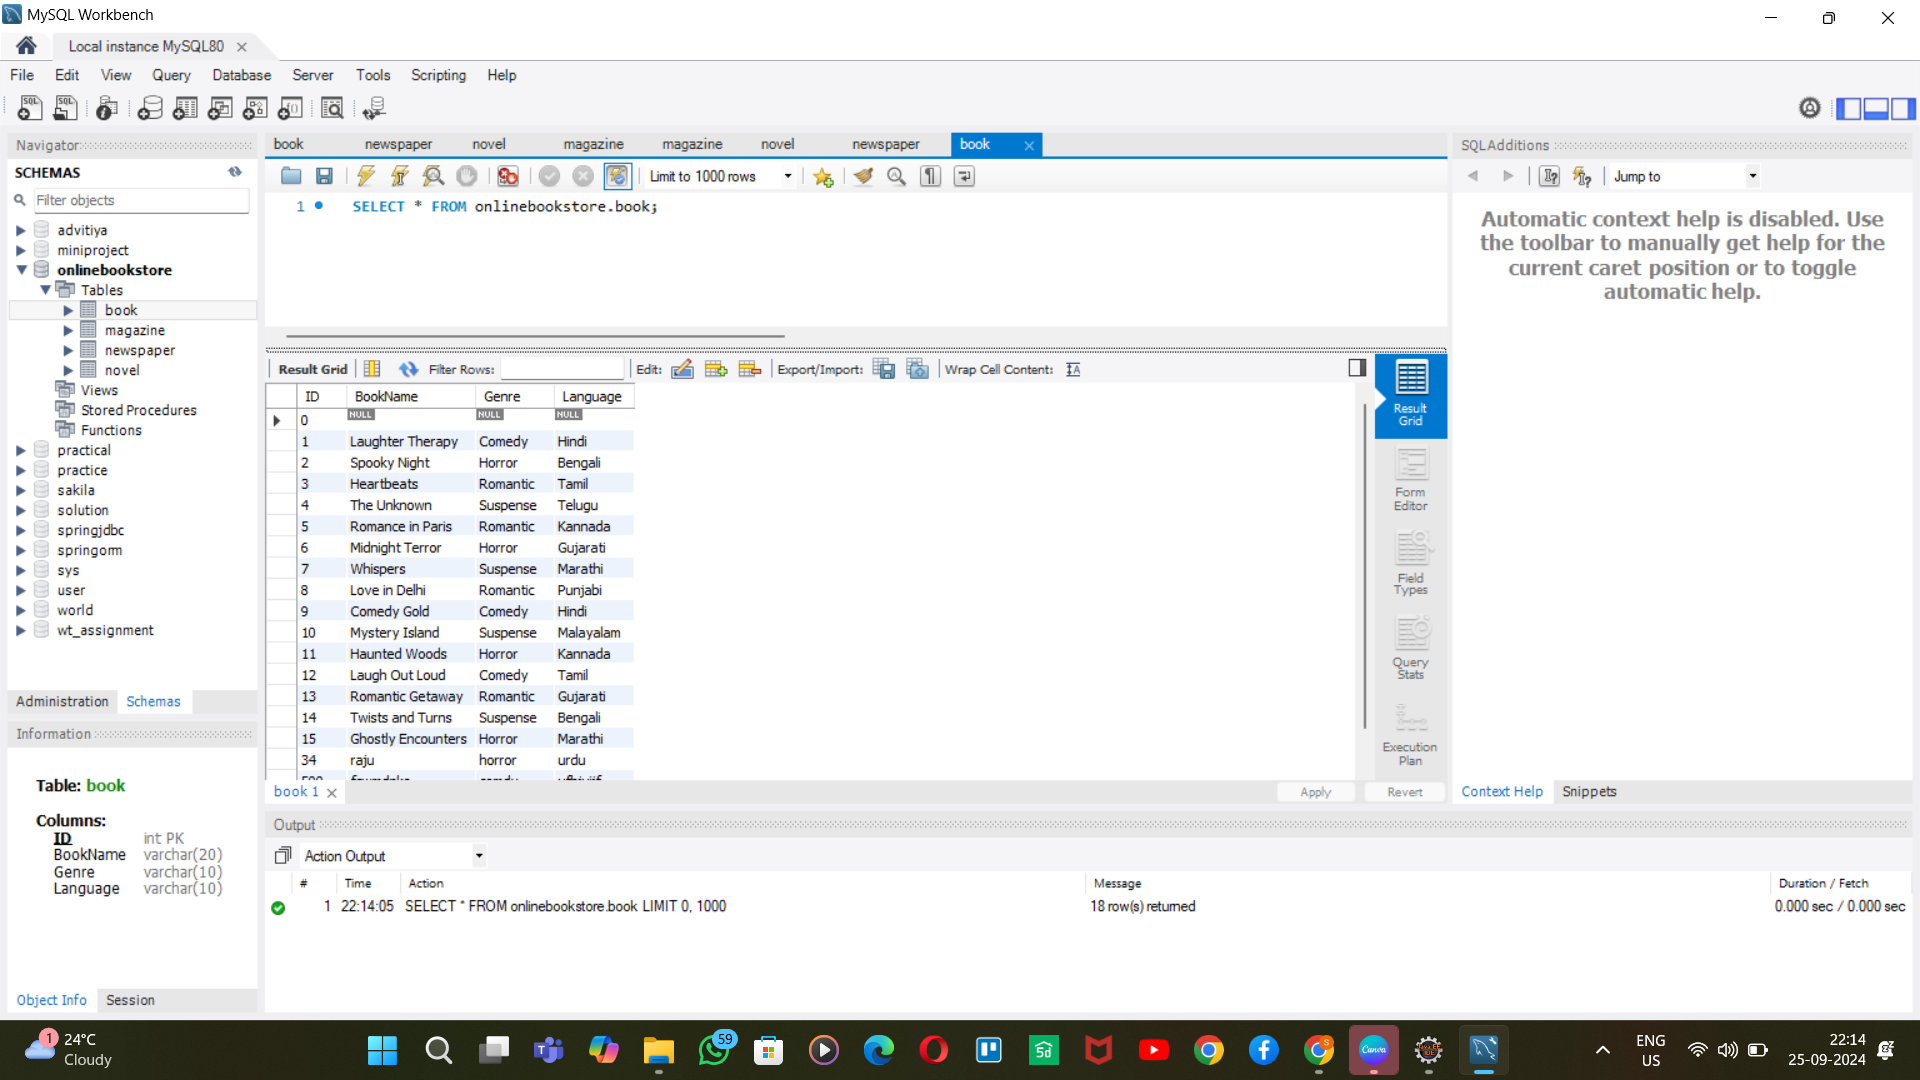 MySQL Workbench
Local instance MySQL80
File Edit View Query Database Server Tools Scripting Help
Navigator
SCHEMAS
Filter objects
advitiya
miniproject
onlinebookstore
Tables
book
magazine
newspaper
novel
Views
Stored Procedures
Functions
practical
practice
sakila
solution
springjdbc
springorm
sys
user
world
wt_assignment
Administration Schemas
Information
Table: book
Columns:
ID int PK
BookName varchar(20)
Genre varchar(10)
Language varchar(10)
Object Info Session
book newspaper novel magazine magazine novel newspaper book
Limit to 1000 rows
1 SELECT * FROM onlinebookstore.book;
Result Grid Filter Rows: Edit: Export/Import: Wrap Cell Content:
ID BookName Genre Language
0 NULL NULL NULL
1 Laughter Therapy Comedy Hindi
2 Spooky Night Horror Bengali
3 Heartbeats Romantic Tamil
4 The Unknown Suspense Telugu
5 Romance in Paris Romantic Kannada
6 Midnight Terror Horror Gujarati
7 Whispers Suspense Marathi
8 Love in Delhi Romantic Punjabi
9 Comedy Gold Comedy Hindi
10 Mystery Island Suspense Malayalam
11 Haunted Woods Horror Kannada
12 Laugh Out Loud Comedy Tamil
13 Romantic Getaway Romantic Gujarati
14 Twists and Turns Suspense Bengali
15 Ghostly Encounters Horror Marathi
34 raju horror urdu
Result Grid
Form Editor
Field Types
Query Stats
Execution Plan
book 1 Apply Revert
SQLAdditions
Jump to
Automatic context help is disabled. Use
the toolbar to manually get help for the
current caret position or to toggle
automatic help.
Context Help Snippets
Output
Action Output
# Time Action Message Duration / Fetch
1 22:14:05 SELECT * FROM onlinebookstore.book LIMIT 0, 1000 18 row(s) returned 0.000 sec / 0.000 sec
1
24°C
Cloudy
59
Canva
ENG
US
22:14
25-09-2024